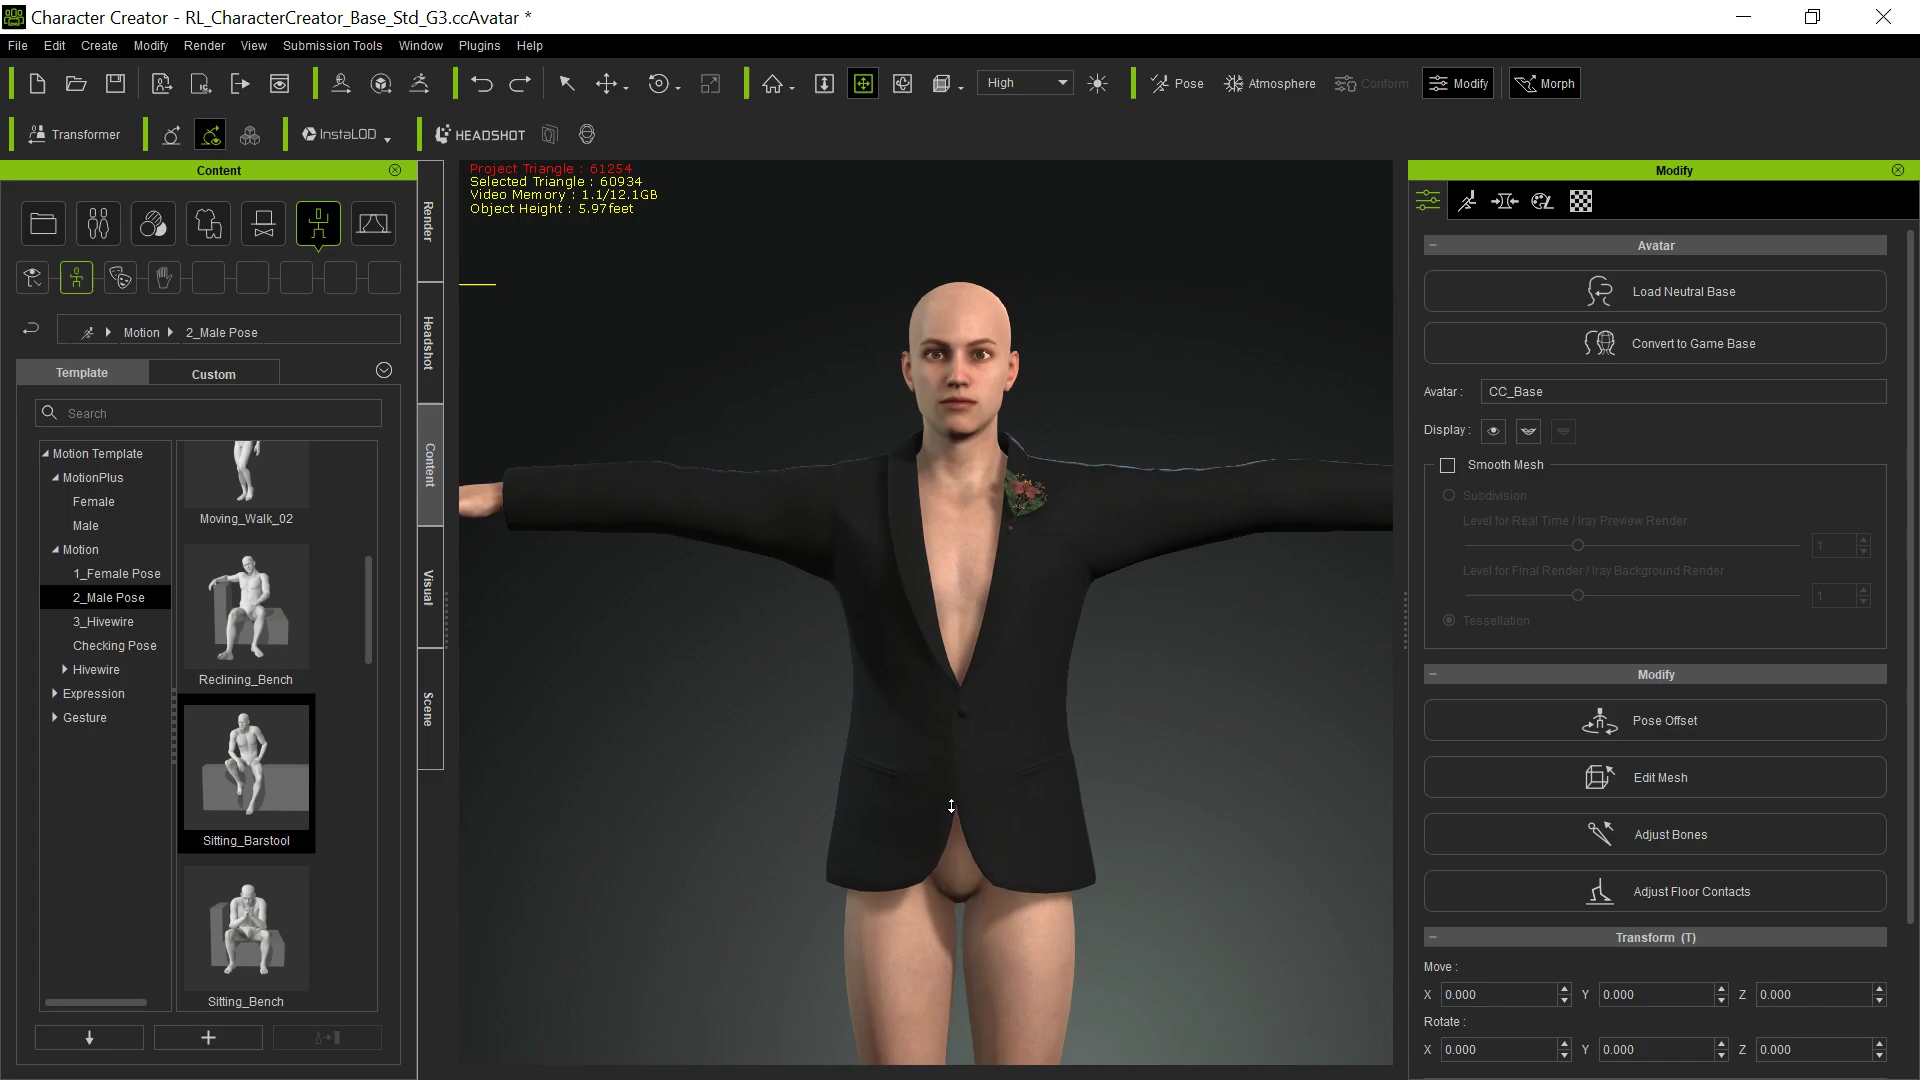 Character Creator - RL_CharacterCreator_Base_Std_G3.ccAvatar *
File Edit Create Modify Render View Submission Tools Window Plugins Help
High Pose Atmosphere Conform Modify Morph
Transformer InstaLOD HEADSHOT
Content
Motion 2_Male Pose
Template Custom
Search
Motion Template
MotionPlus
Female
Male
Motion
1_Female Pose
2_Male Pose
3_Hivewire
Checking Pose
Hivewire
Expression
Gesture
Moving_Walk_02
Reclining_Bench
Sitting_Barstool
Sitting_Bench
Render
Headshot
Content
Visual
Scene
Project Triangle : 61254
Selected Triangle : 60934
Video Memory : 1.1/12.1GB
Object Height : 5.97feet
Modify
Avatar
Load Neutral Base
Convert to Game Base
Avatar : CC_Base
Display :
Smooth Mesh
Subdivision
Level for Real Time / Iray Preview Render
1
Level for Final Render / Iray Background Render
1
Tessellation
Modify
Pose Offset
Edit Mesh
Adjust Bones
Adjust Floor Contacts
Transform (T)
Move :
X 0.000 Y 0.000 Z 0.000
Rotate :
X 0.000 Y 0.000 Z 0.000